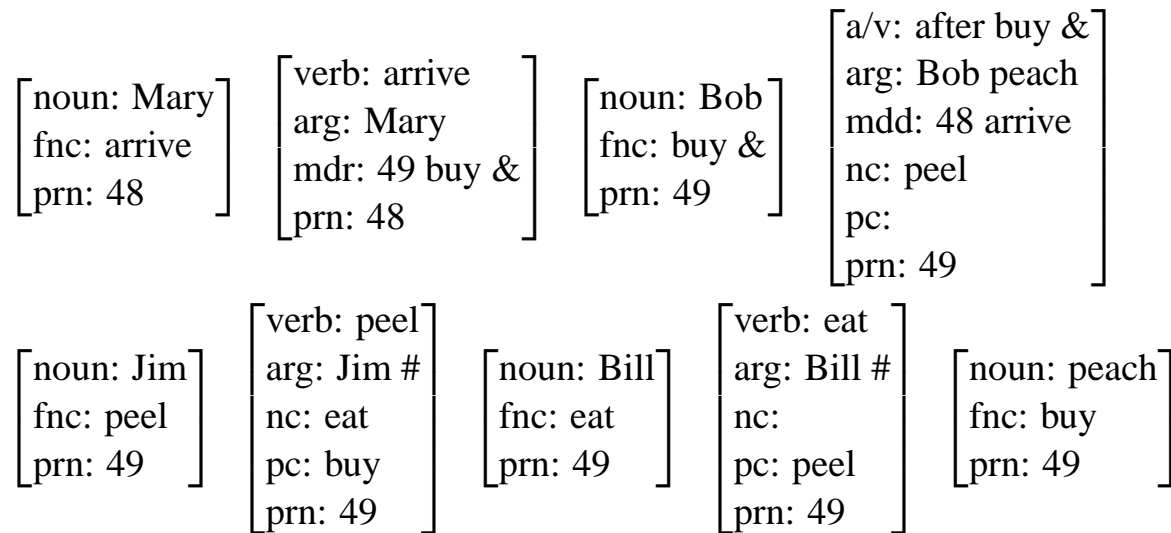 noun: Mary
fnc: arrive
prn: 48
verb: arrive
arg: Mary
mdr: 49 buy &
prn: 48
noun: Bob
fnc: buy &
prn: 49
a/v: after buy &
arg: Bob peach
mdd: 48 arrive
nc: peel
pc:
prn: 49
noun: Jim
fnc: peel
prn: 49
verb: peel
arg: Jim #
nc: eat
pc: buy
prn: 49
noun: Bill
fnc: eat
prn: 49
verb: eat
arg: Bill #
nc:
pc: peel
prn: 49
noun: peach
fnc: buy
prn: 49